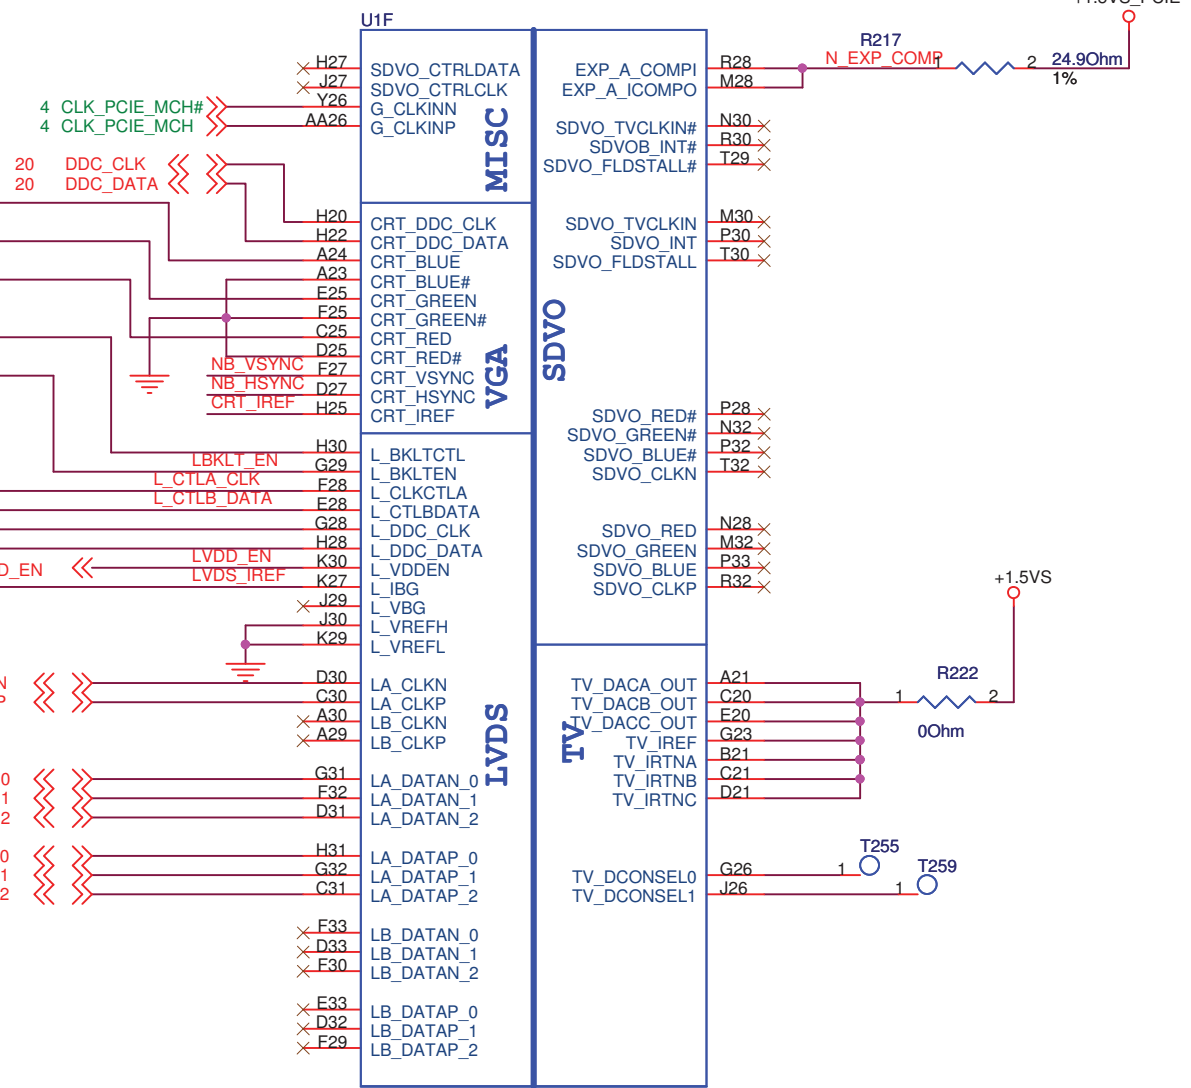 U1F
H27 SDVO_CTRLDATA
J27 SDVO_CTRLCLK
4 CLK_PCIE_MCH# Y26 G_CLKINN
4 CLK_PCIE_MCH AA26 G_CLKINP
MISC
20 DDC_CLK
20 DDC_DATA
H20 CRT_DDC_CLK
H22 CRT_DDC_DATA
A24 CRT_BLUE
A23 CRT_BLUE#
E25 CRT_GREEN
F25 CRT_GREEN#
C25 CRT_RED
D25 CRT_RED#
NB_VSYNC F27 CRT_VSYNC
NB_HSYNC D27 CRT_HSYNC
CRT_IREF H25 CRT_IREF
VGA
H30 L_BKLTCTL
LBKLT_EN G29 L_BKLTEN
L_CTLA_CLK F28 L_CLKCTLA
L_CTLB_DATA E28 L_CTLBDATA
G28 L_DDC_CLK
H28 L_DDC_DATA
D_EN LVDD_EN K30 L_VDDEN
LVDS_IREF K27 L_IBG
J29 L_VBG
J30 L_VREFH
K29 L_VREFL
N D30 LA_CLKN
P C30 LA_CLKP
A30 LB_CLKN
A29 LB_CLKP
LVDS
0 G31 LA_DATAN_0
1 F32 LA_DATAN_1
2 D31 LA_DATAN_2
0 H31 LA_DATAP_0
1 G32 LA_DATAP_1
2 C31 LA_DATAP_2
F33 LB_DATAN_0
D33 LB_DATAN_1
F30 LB_DATAN_2
E33 LB_DATAP_0
D32 LB_DATAP_1
F29 LB_DATAP_2
EXP_A_COMPI R28
EXP_A_ICOMPO M28
R217
N_EXP_COMP 1 2 24.9Ohm
1%
SDVO_TVCLKIN# N30
SDVOB_INT# R30
SDVO_FLDSTALL# T29
SDVO_TVCLKIN M30
SDVO_INT P30
SDVO_FLDSTALL T30
SDVO
SDVO_RED# P28
SDVO_GREEN# N32
SDVO_BLUE# P32
SDVO_CLKN T32
SDVO_RED N28
SDVO_GREEN M32
SDVO_BLUE P33
SDVO_CLKP R32
+1.5VS
R222
1 2
0Ohm
TV_DACA_OUT A21
TV_DACB_OUT C20
TV_DACC_OUT E20
TV_IREF G23
TV_IRTNA B21
TV_IRTNB C21
TV_IRTNC D21
TV
TV_DCONSEL0 G26 1 T255
TV_DCONSEL1 J26 1 T259